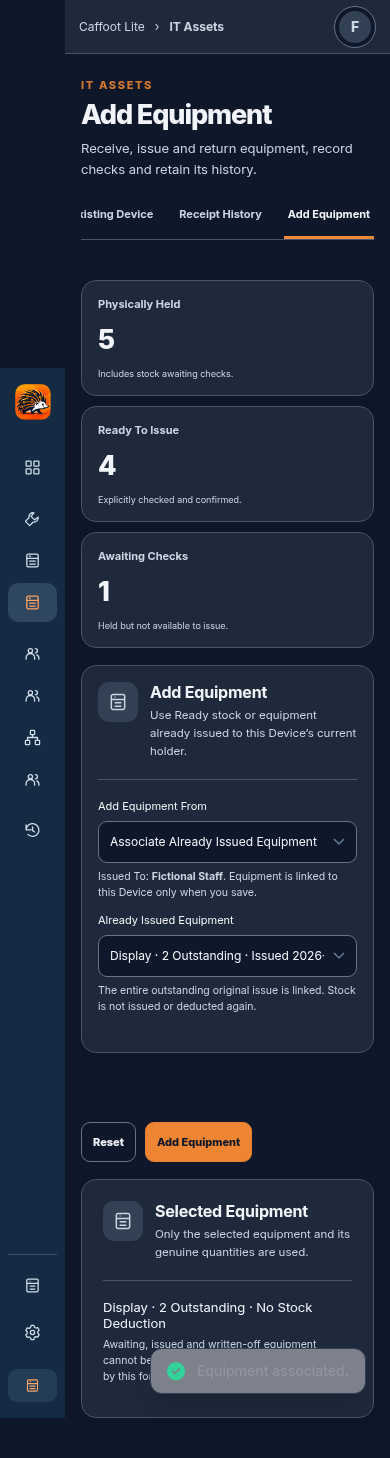 Caffoot Lite › IT Assets F
IT ASSETS
Add Equipment
Receive, issue and return equipment, record
checks and retain its history.
Device Receipt History Add Equipment
Physically Held
5
Includes stock awaiting checks.
Ready To Issue
4
Explicitly checked and confirmed.
Awaiting Checks
1
Held but not available to issue.
Add Equipment
Use Ready stock or equipment
already issued to this Device's current
holder.
Add Equipment From
Associate Already Issued Equipment
Issued To: Fictional Staff. Equipment is linked to
this Device only when you save.
Already Issued Equipment
Display · 2 Outstanding · Issued 2026-
The entire outstanding original issue is linked. Stock
is not issued or deducted again.
Reset Add Equipment
Selected Equipment
Only the selected equipment and its
genuine quantities are used.
Display · 2 Outstanding · No Stock
Deduction
Awaiting, issued and written-off equipment
cannot be
by this
Equipment associated.